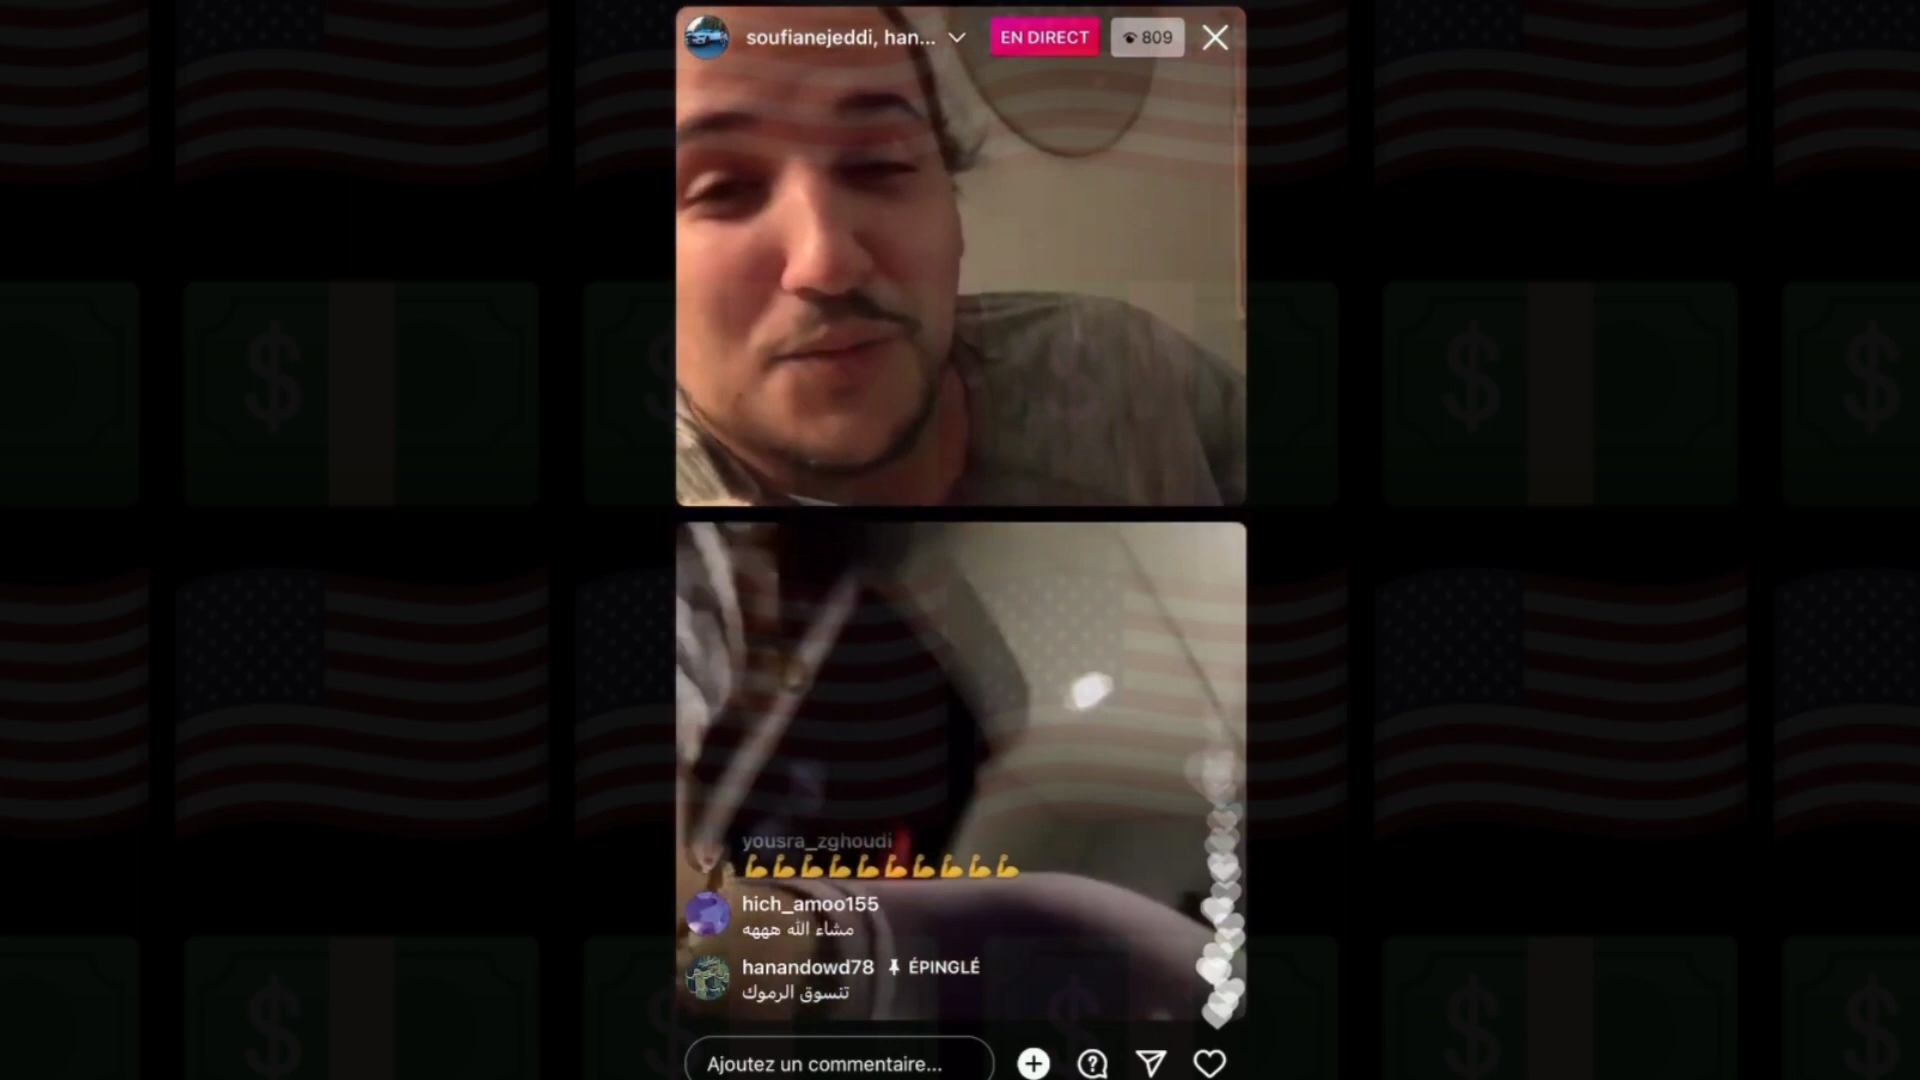 soufianejeddi, han...
EN DIRECT
809
yousra_zghoudi
💪💪💪💪💪💪💪💪💪💪
hich_amoo155
مشاء الله هههه
hanandowd78 ÉPINGLÉ
تنسوق الرموك
Ajoutez un commentaire...